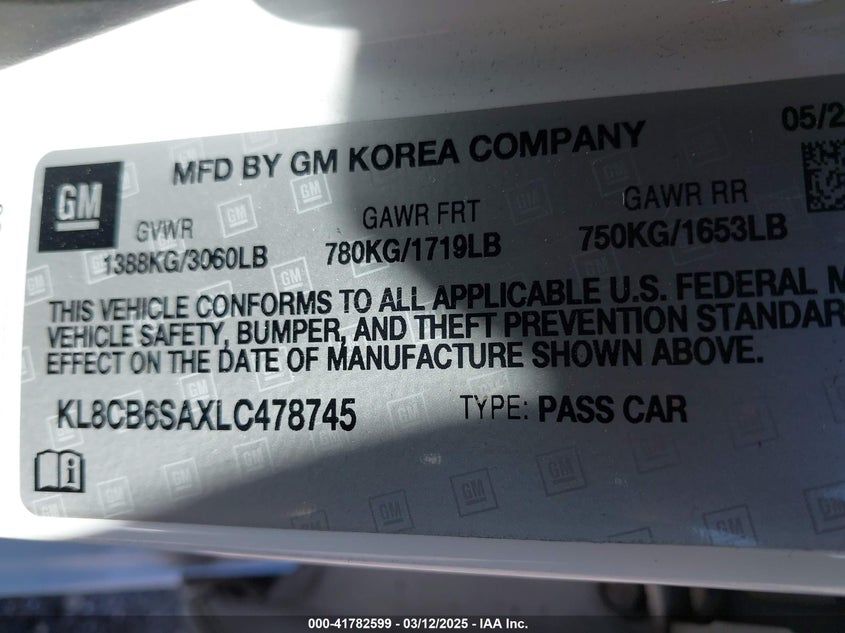 05/2
MFD BY GM KOREA COMPANY
GM
GVWR GAWR FRT GAWR RR
1388KG/3060LB 780KG/1719LB 750KG/1653LB
THIS VEHICLE CONFORMS TO ALL APPLICABLE U.S. FEDERAL M
VEHICLE SAFETY, BUMPER, AND THEFT PREVENTION STANDAR
EFFECT ON THE DATE OF MANUFACTURE SHOWN ABOVE.
KL8CB6SAXLC478745 TYPE: PASS CAR
000-41782599 - 03/12/2025 - IAA Inc.